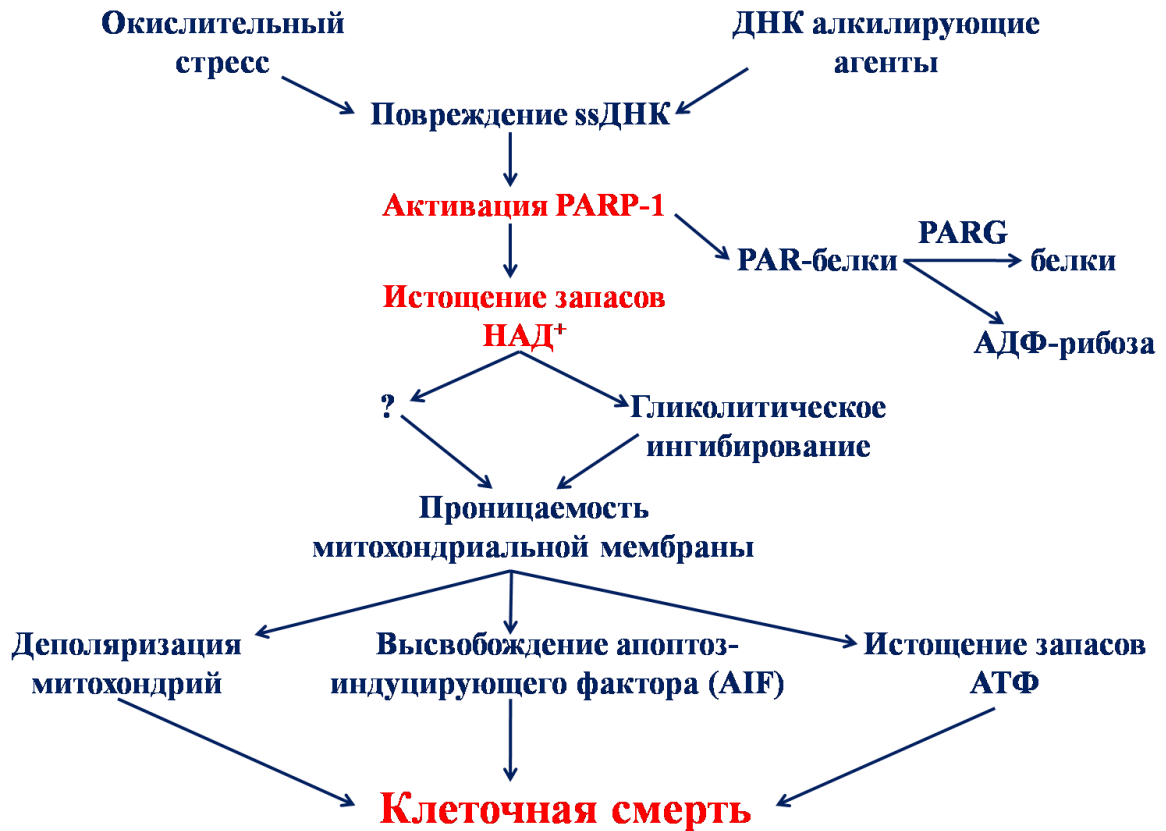 Окислительный
стресс
ДНК алкилирующие
агенты
Повреждение ssДНК
Активация PARP-1
PAR-белки
PARG
белки
АДФ-рибоза
Истощение запасов
НАД⁺
?
Гликолитическое
ингибирование
Проницаемость
митохондриальной мембраны
Деполяризация
митохондрий
Высвобождение апоптоз-
индуцирующего фактора (AIF)
Истощение запасов
АТФ
Клеточная смерть